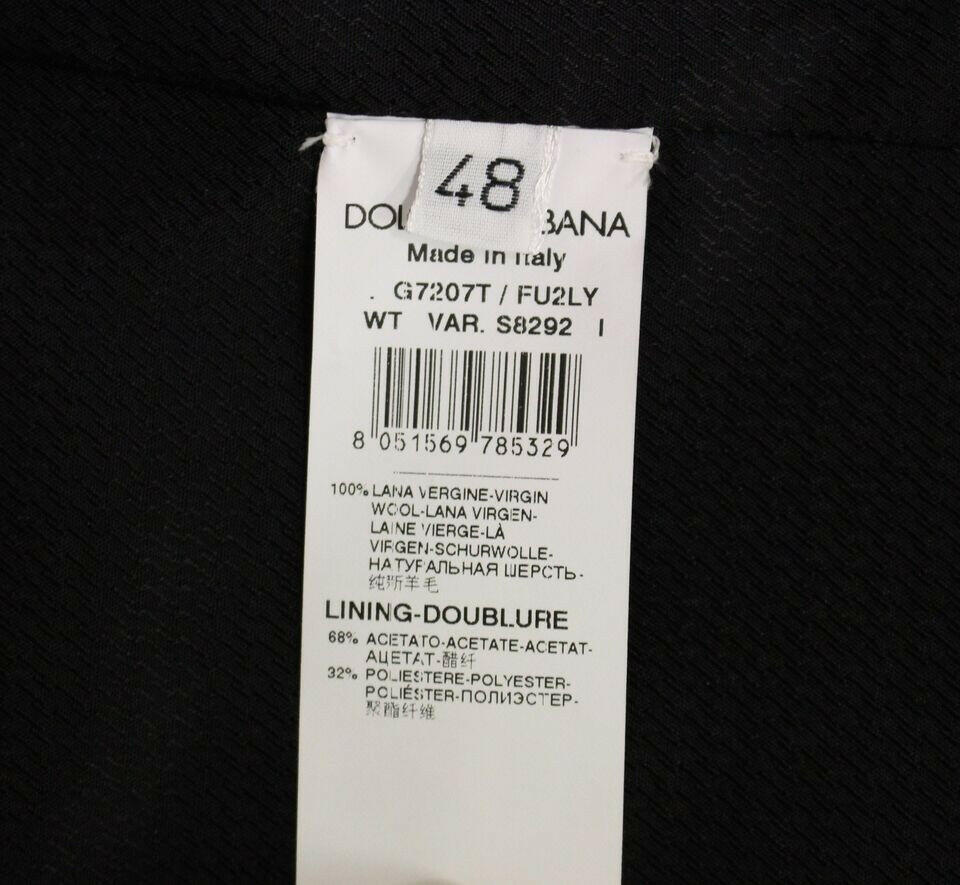 48
DOL BANA
Made in Italy
. G7207T / FU2LY
WT VAR. S8292 I
8 051569 785329
100% LANA VERGINE-VIRGIN
WOOL-LANA VIRGEN-
LAINE VIERGE-LÀ
VIRGEN-SCHURWOLLE-
НАТУРАЛЬНАЯ ШЕРСТЬ-
纯新羊毛
LINING-DOUBLURE
68% ACETATO-ACETATE-ACETAT-
АЦЕТАТ-醋纤
32% POLIESTERE-POLYESTER-
POLIÉSTER-ПОЛИЭСТЕР-
聚酯纤维